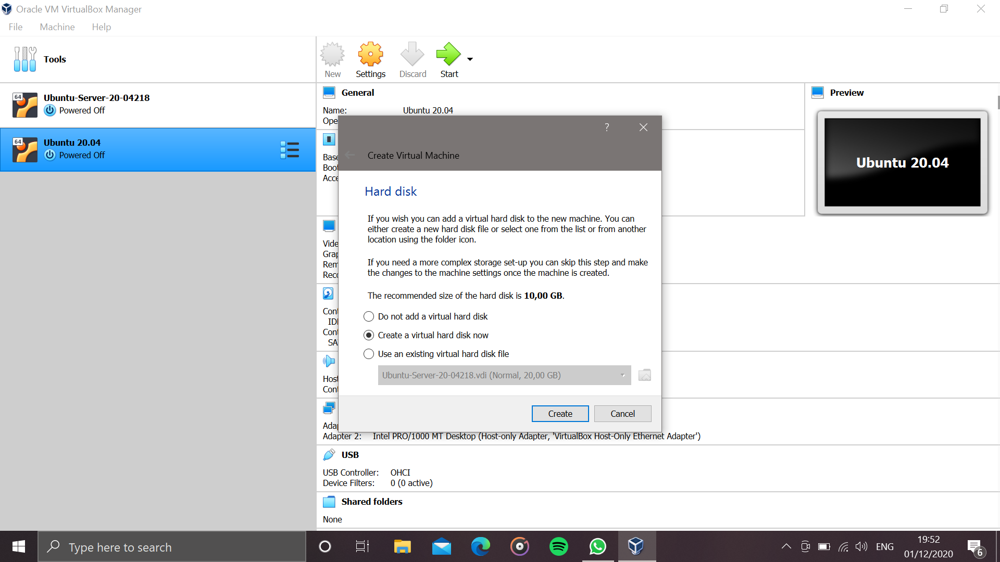 Oracle VM VirtualBox Manager
File Machine Help
Tools
New Settings Discard Start
64 Ubuntu-Server-20-04218
Powered Off
64 Ubuntu 20.04
Powered Off
General
Name: Ubuntu 20.04
Ope
Base
Boot
Acce
Preview
Ubuntu 20.04
Vide
Grap
Rem
Reco
Cont
IDE
Cont
SA
Host
Cont
Adap
Adapter 2: Intel PRO/1000 MT Desktop (Host-only Adapter, 'VirtualBox Host-Only Ethernet Adapter')
USB
USB Controller: OHCI
Device Filters: 0 (0 active)
Shared folders
None
?
Create Virtual Machine
Hard disk
If you wish you can add a virtual hard disk to the new machine. You can
either create a new hard disk file or select one from the list or from another
location using the folder icon.
If you need a more complex storage set-up you can skip this step and make
the changes to the machine settings once the machine is created.
The recommended size of the hard disk is 10,00 GB.
Do not add a virtual hard disk
Create a virtual hard disk now
Use an existing virtual hard disk file
Ubuntu-Server-20-04218.vdi (Normal, 20,00 GB)
Create Cancel
Type here to search
ENG
19:52
01/12/2020
6